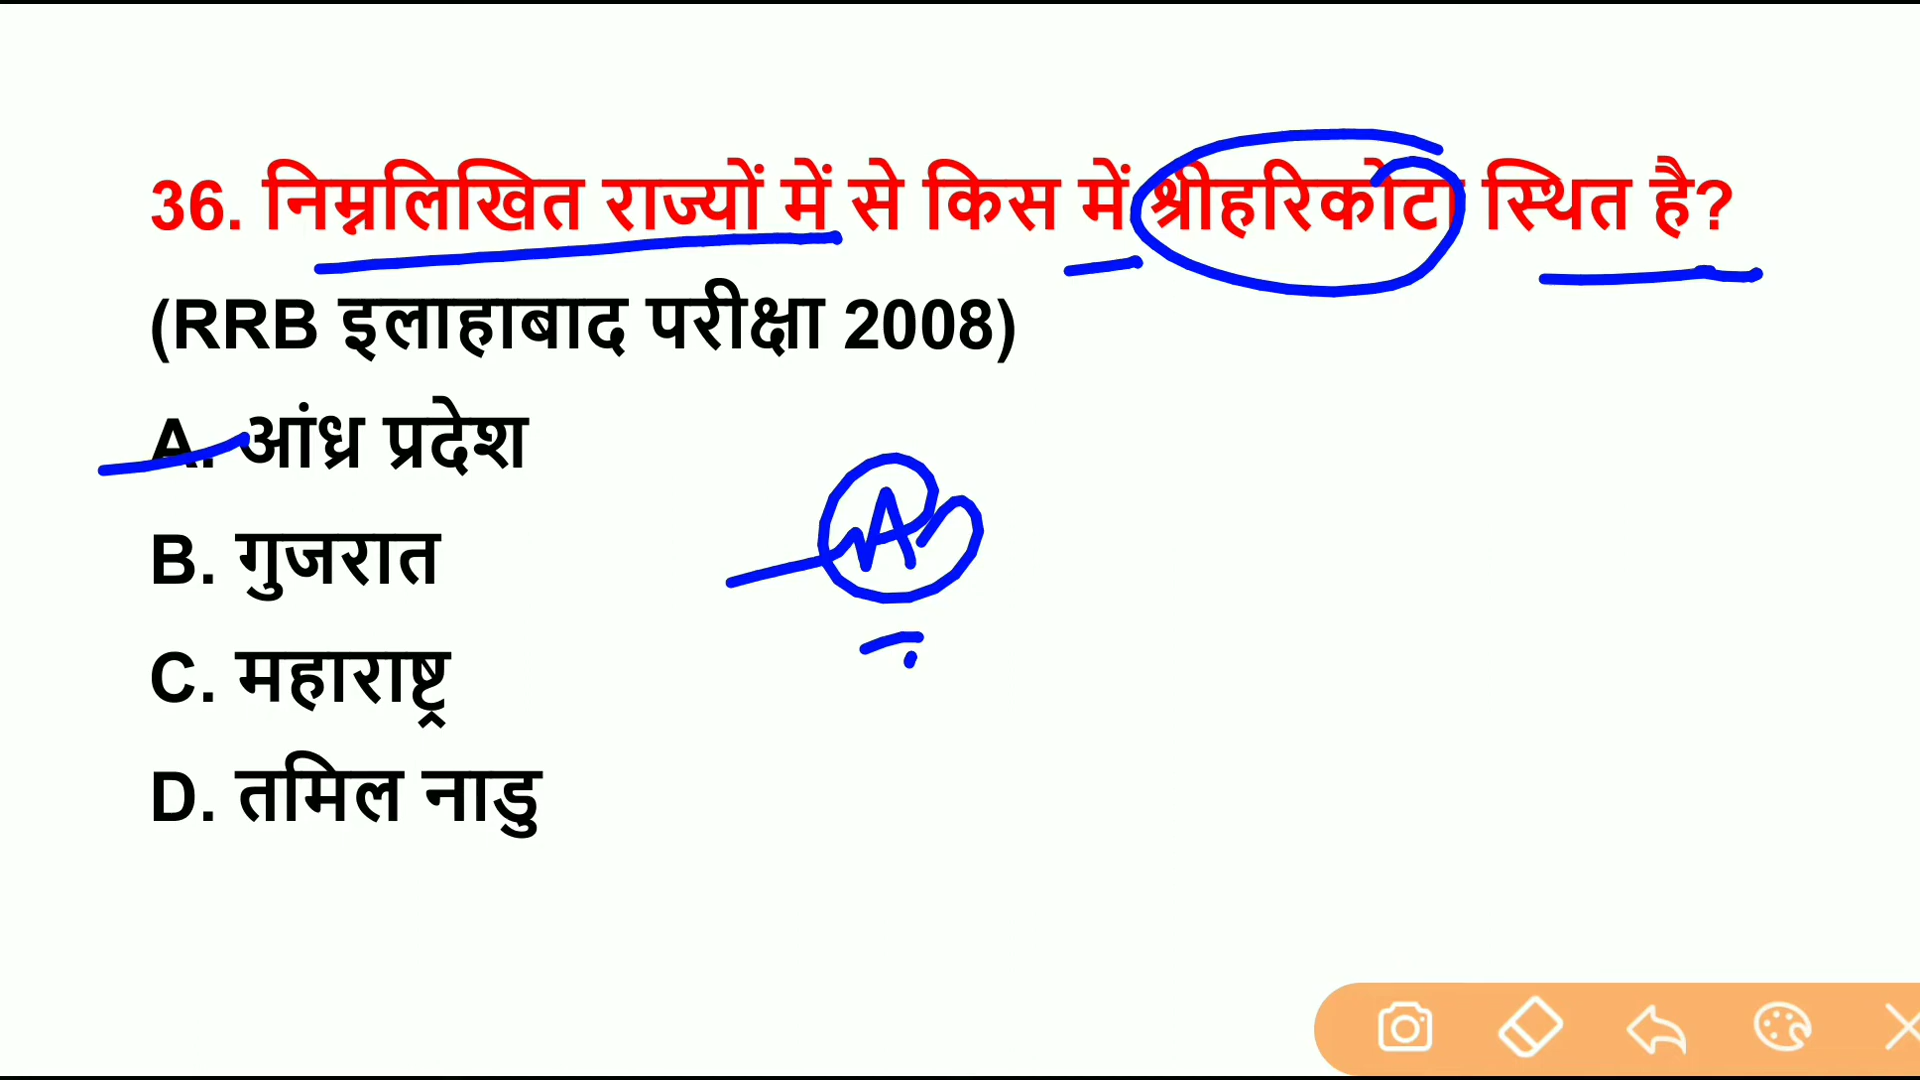 36. निम्नलिखित राज्यों में से किस में श्रीहरिकोटा स्थित है?
(RRB इलाहाबाद परीक्षा 2008)
A. आंध्र प्रदेश
A
B. गुजरात
C. महाराष्ट्र
D. तमिल नाडु